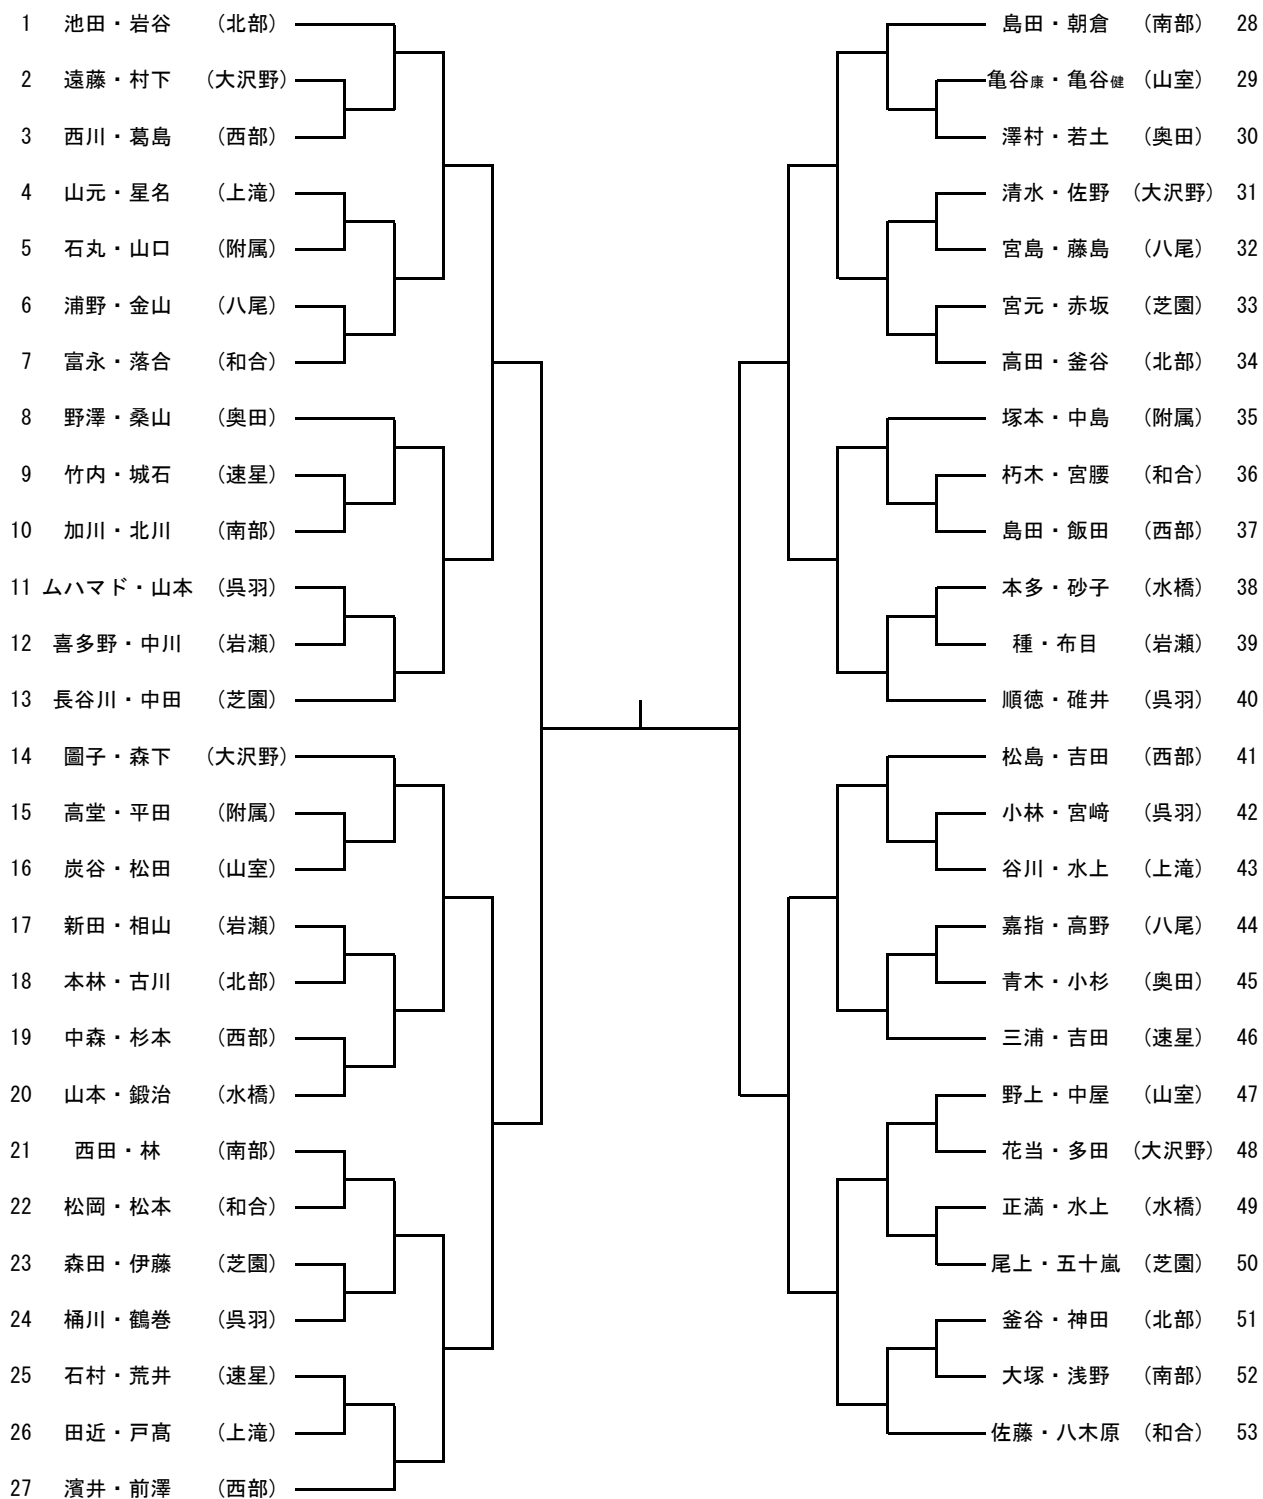 1 池田・岩谷 (北部)
2 遠藤・村下 (大沢野)
3 西川・葛島 (西部)
4 山元・星名 (上滝)
5 石丸・山口 (附属)
6 浦野・金山 (八尾)
7 富永・落合 (和合)
8 野澤・桑山 (奥田)
9 竹内・城石 (速星)
10 加川・北川 (南部)
11 ムハマド・山本 (呉羽)
12 喜多野・中川 (岩瀬)
13 長谷川・中田 (芝園)
14 圖子・森下 (大沢野)
15 高堂・平田 (附属)
16 炭谷・松田 (山室)
17 新田・相山 (岩瀬)
18 本林・古川 (北部)
19 中森・杉本 (西部)
20 山本・鍛治 (水橋)
21 西田・林 (南部)
22 松岡・松本 (和合)
23 森田・伊藤 (芝園)
24 桶川・鶴巻 (呉羽)
25 石村・荒井 (速星)
26 田近・戸髙 (上滝)
27 濱井・前澤 (西部)
島田・朝倉 (南部) 28
亀谷康・亀谷健 (山室) 29
澤村・若土 (奥田) 30
清水・佐野 (大沢野) 31
宮島・藤島 (八尾) 32
宮元・赤坂 (芝園) 33
高田・釜谷 (北部) 34
塚本・中島 (附属) 35
朽木・宮腰 (和合) 36
島田・飯田 (西部) 37
本多・砂子 (水橋) 38
種・布目 (岩瀬) 39
順徳・碓井 (呉羽) 40
松島・吉田 (西部) 41
小林・宮﨑 (呉羽) 42
谷川・水上 (上滝) 43
嘉指・高野 (八尾) 44
青木・小杉 (奥田) 45
三浦・吉田 (速星) 46
野上・中屋 (山室) 47
花当・多田 (大沢野) 48
正満・水上 (水橋) 49
尾上・五十嵐 (芝園) 50
釜谷・神田 (北部) 51
大塚・浅野 (南部) 52
佐藤・八木原 (和合) 53